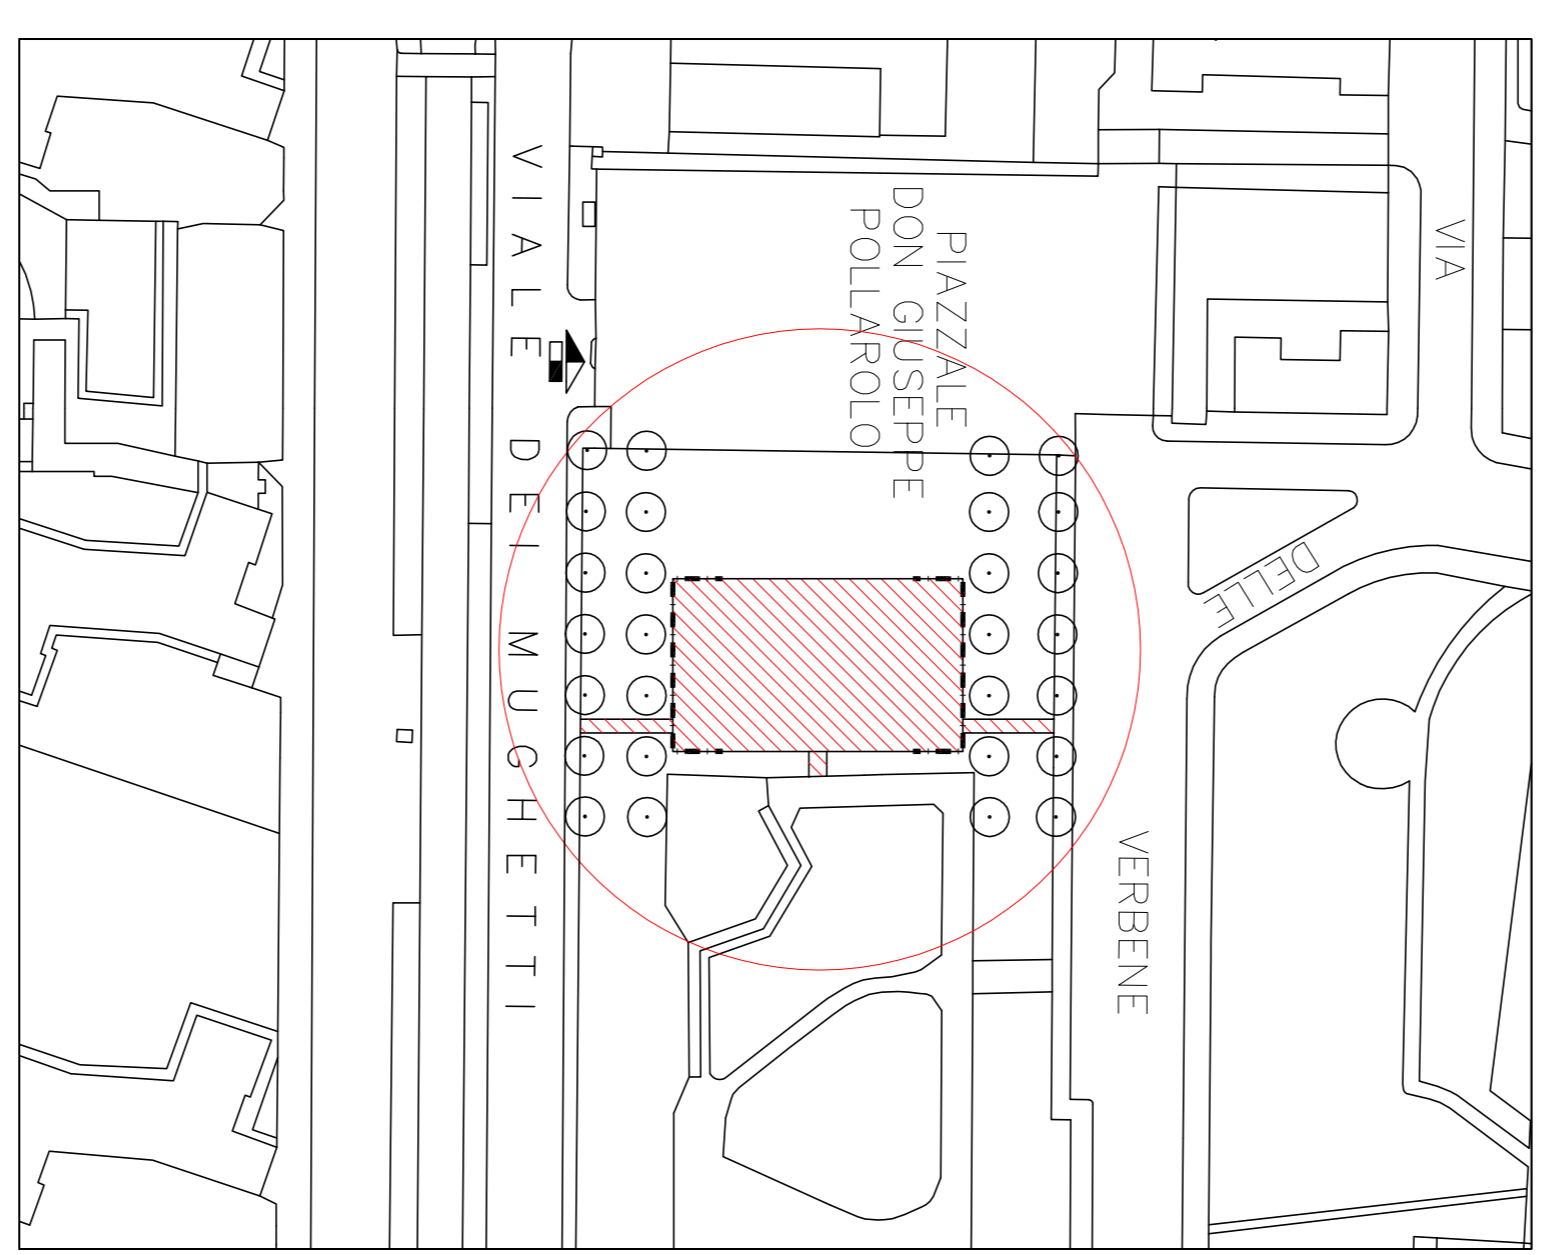 VIALE DEI MUGHETTI
PIAZZALE
DON GIUSEPPE
POLLAROLO
VIA
DELLE
VERBENE